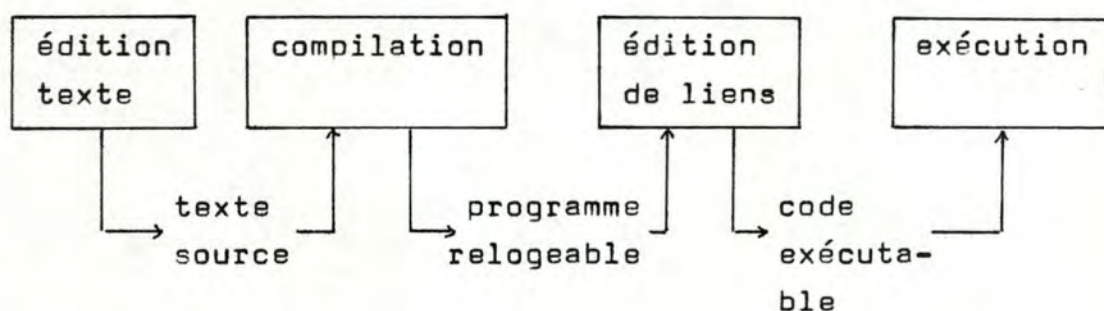 édition
texte
compilation
édition
de liens
exécution
texte
source
programme
relogeable
code
exécuta-
ble